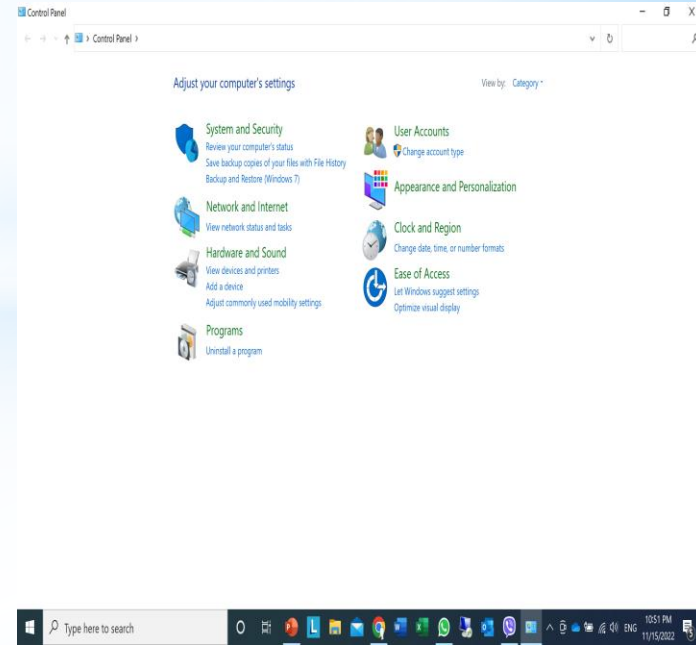 Control Panel
Control Panel
Adjust your computer's settings
View by: Category
System and Security
Review your computer's status
Save backup copies of your files with File History
Backup and Restore (Windows 7)
Network and Internet
View network status and tasks
Hardware and Sound
View devices and printers
Add a device
Adjust commonly used mobility settings
Programs
Uninstall a program
User Accounts
Change account type
Appearance and Personalization
Clock and Region
Change date, time, or number formats
Ease of Access
Let Windows suggest settings
Optimize visual display
Type here to search
ENG
10:51 PM
11/15/2022